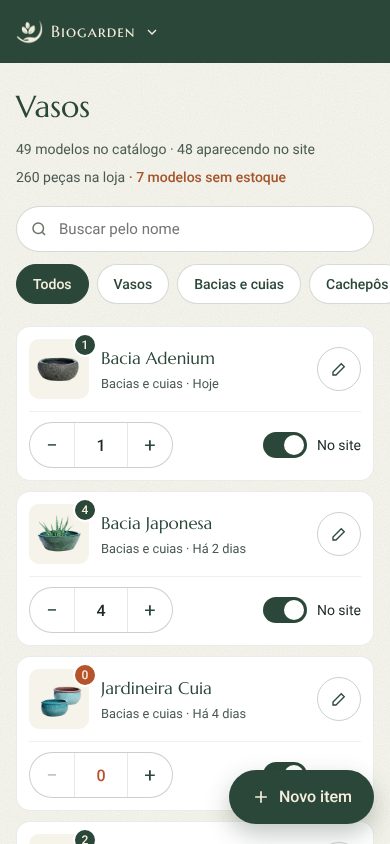 Biogarden
Vasos
49 modelos no catálogo · 48 aparecendo no site
260 peças na loja · 7 modelos sem estoque
Buscar pelo nome
Todos Vasos Bacias e cuias Cachepôs
1
Bacia Adenium
Bacias e cuias · Hoje
− 1 + No site
4
Bacia Japonesa
Bacias e cuias · Há 2 dias
− 4 + No site
0
Jardineira Cuia
Bacias e cuias · Há 4 dias
− 0 +
+ Novo item
2